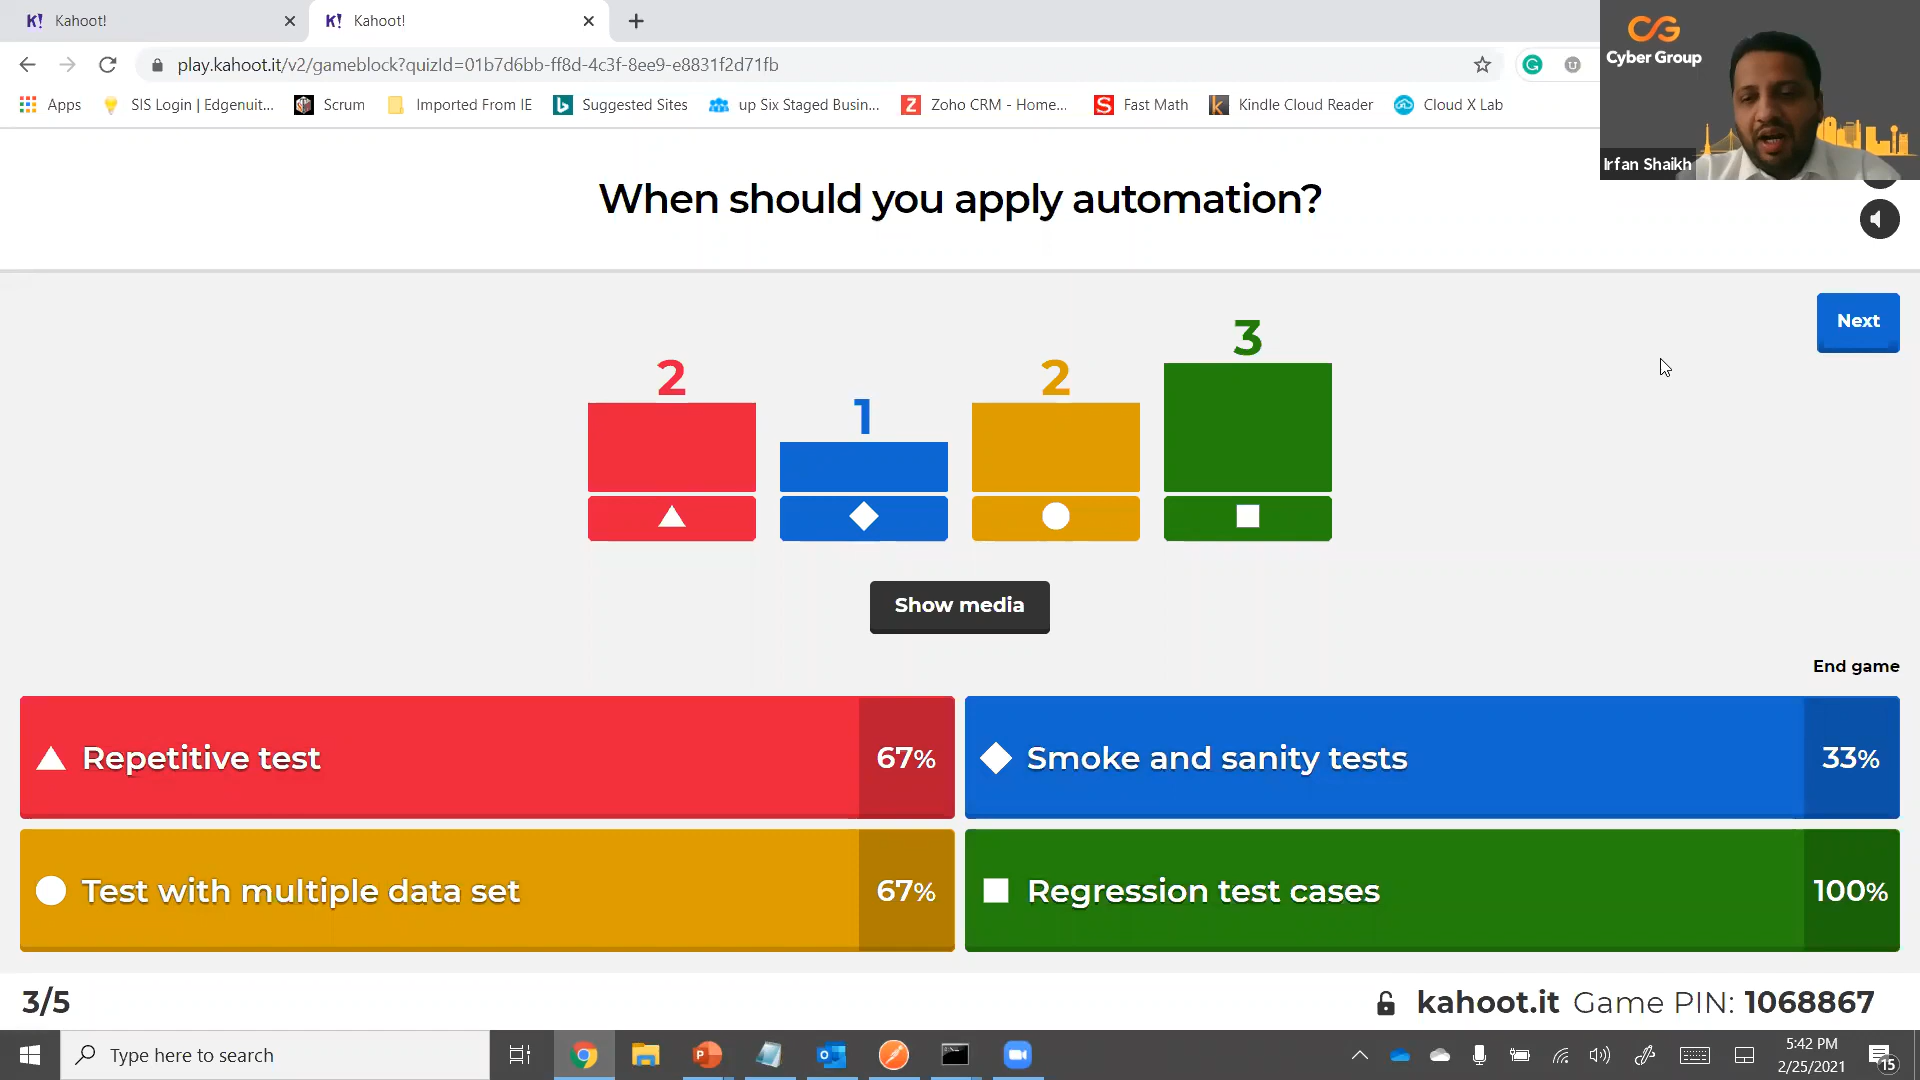 K! Kahoot!
K! Kahoot!
play.kahoot.it/v2/gameblock?quizId=01b7d6bb-ff8d-4c3f-8ee9-e8831f2d71fb
Apps
SIS Login | Edgenuit...
Scrum
Imported From IE
Suggested Sites
up Six Staged Busin...
Zoho CRM - Home...
Fast Math
Kindle Cloud Reader
Cloud X Lab
Cyber Group
Irfan Shaikh
When should you apply automation?
Next
2
1
2
3
Show media
End game
Repetitive test 67%
Smoke and sanity tests 33%
Test with multiple data set 67%
Regression test cases 100%
3/5
kahoot.it Game PIN: 1068867
Type here to search
5:42 PM
2/25/2021
15